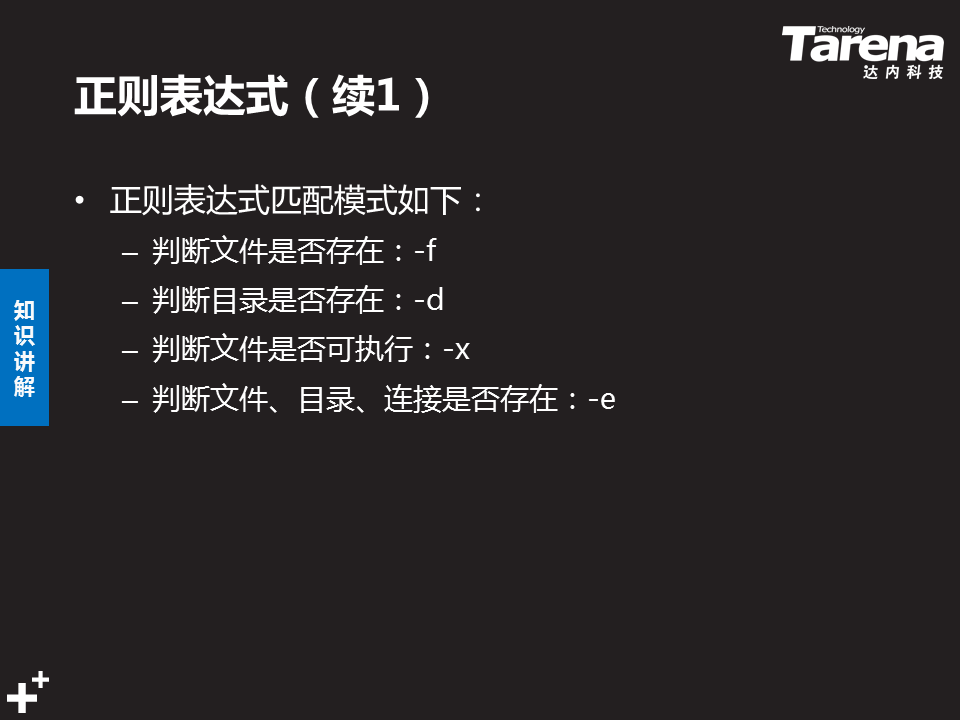 Technology
Tarena
达内科技
正则表达式（续1）
• 正则表达式匹配模式如下：
– 判断文件是否存在：-f
– 判断目录是否存在：-d
– 判断文件是否可执行：-x
– 判断文件、目录、连接是否存在：-e
知
识
讲
解